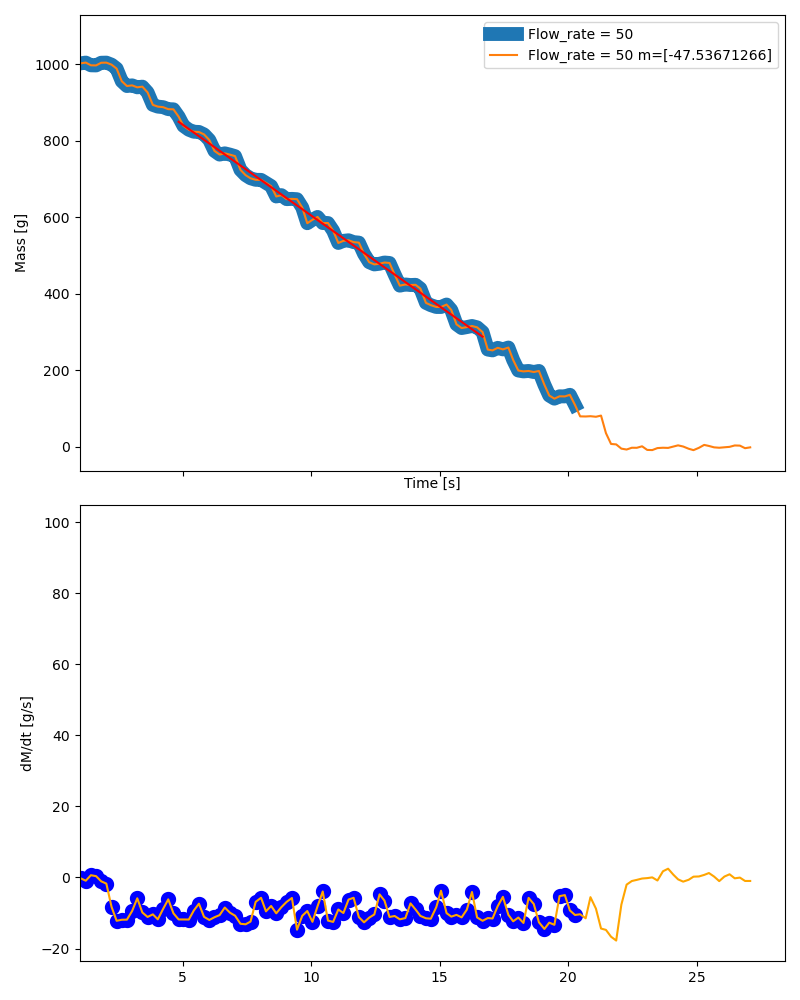 Flow_rate = 50
Flow_rate = 50 m=[-47.53671266]
1000
800
600
400
200
0
Mass [g]
Time [s]
100
80
60
40
20
0
−20
dM/dt [g/s]
5 10 15 20 25